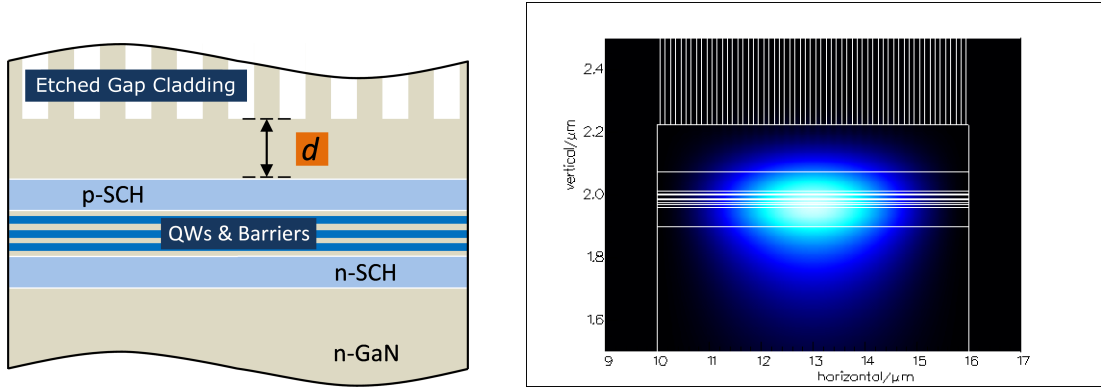 Etched Gap Cladding
d
p-SCH
QWs & Barriers
n-SCH
n-GaN
vertical/μm
2.4
2.2
2.0
1.8
1.6
9 10 11 12 13 14 15 16 17
horizontal/μm